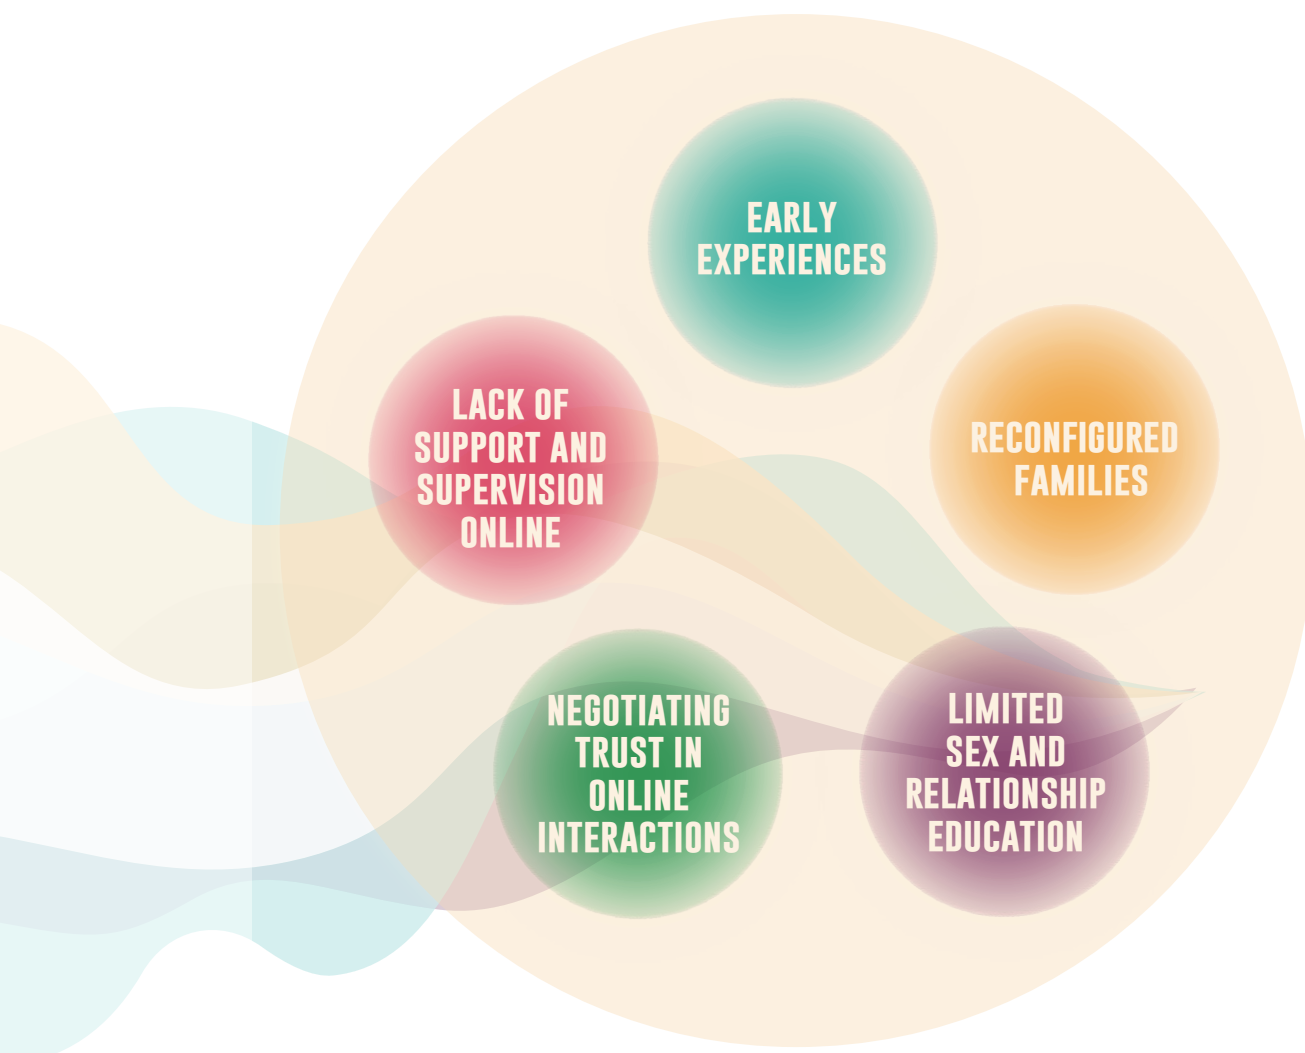 EARLY
EXPERIENCES
LACK OF
SUPPORT AND
SUPERVISION
ONLINE
RECONFIGURED
FAMILIES
NEGOTIATING
TRUST IN
ONLINE
INTERACTIONS
LIMITED
SEX AND
RELATIONSHIP
EDUCATION